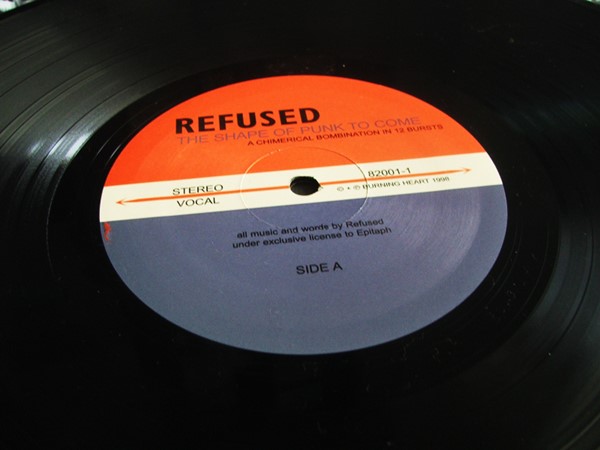 REFUSED
THE SHAPE OF PUNK TO COME
A CHIMERICAL BOMBINATION IN 12 BURSTS
STEREO
VOCAL
82001-1
© + ℗ BURNING HEART 1998
all music and words by Refused
under exclusive license to Epitaph
SIDE A